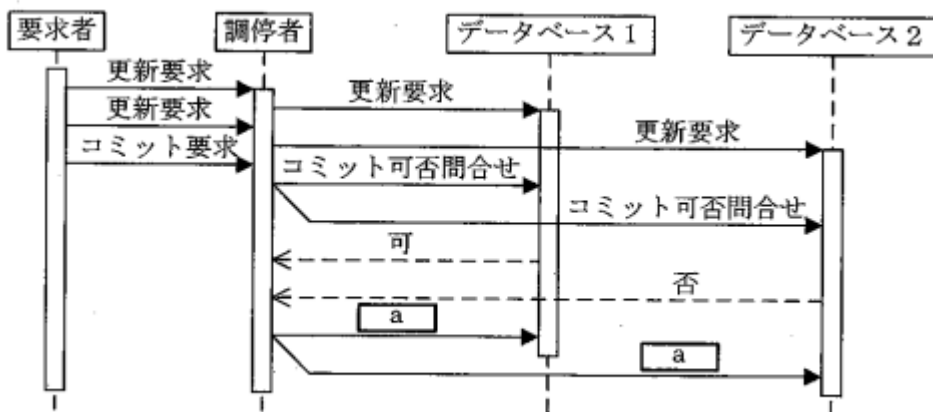 要求者
調停者
データベース1
データベース2
更新要求
更新要求
更新要求
更新要求
コミット要求
コミット可否問合せ
コミット可否問合せ
可
否
a
a